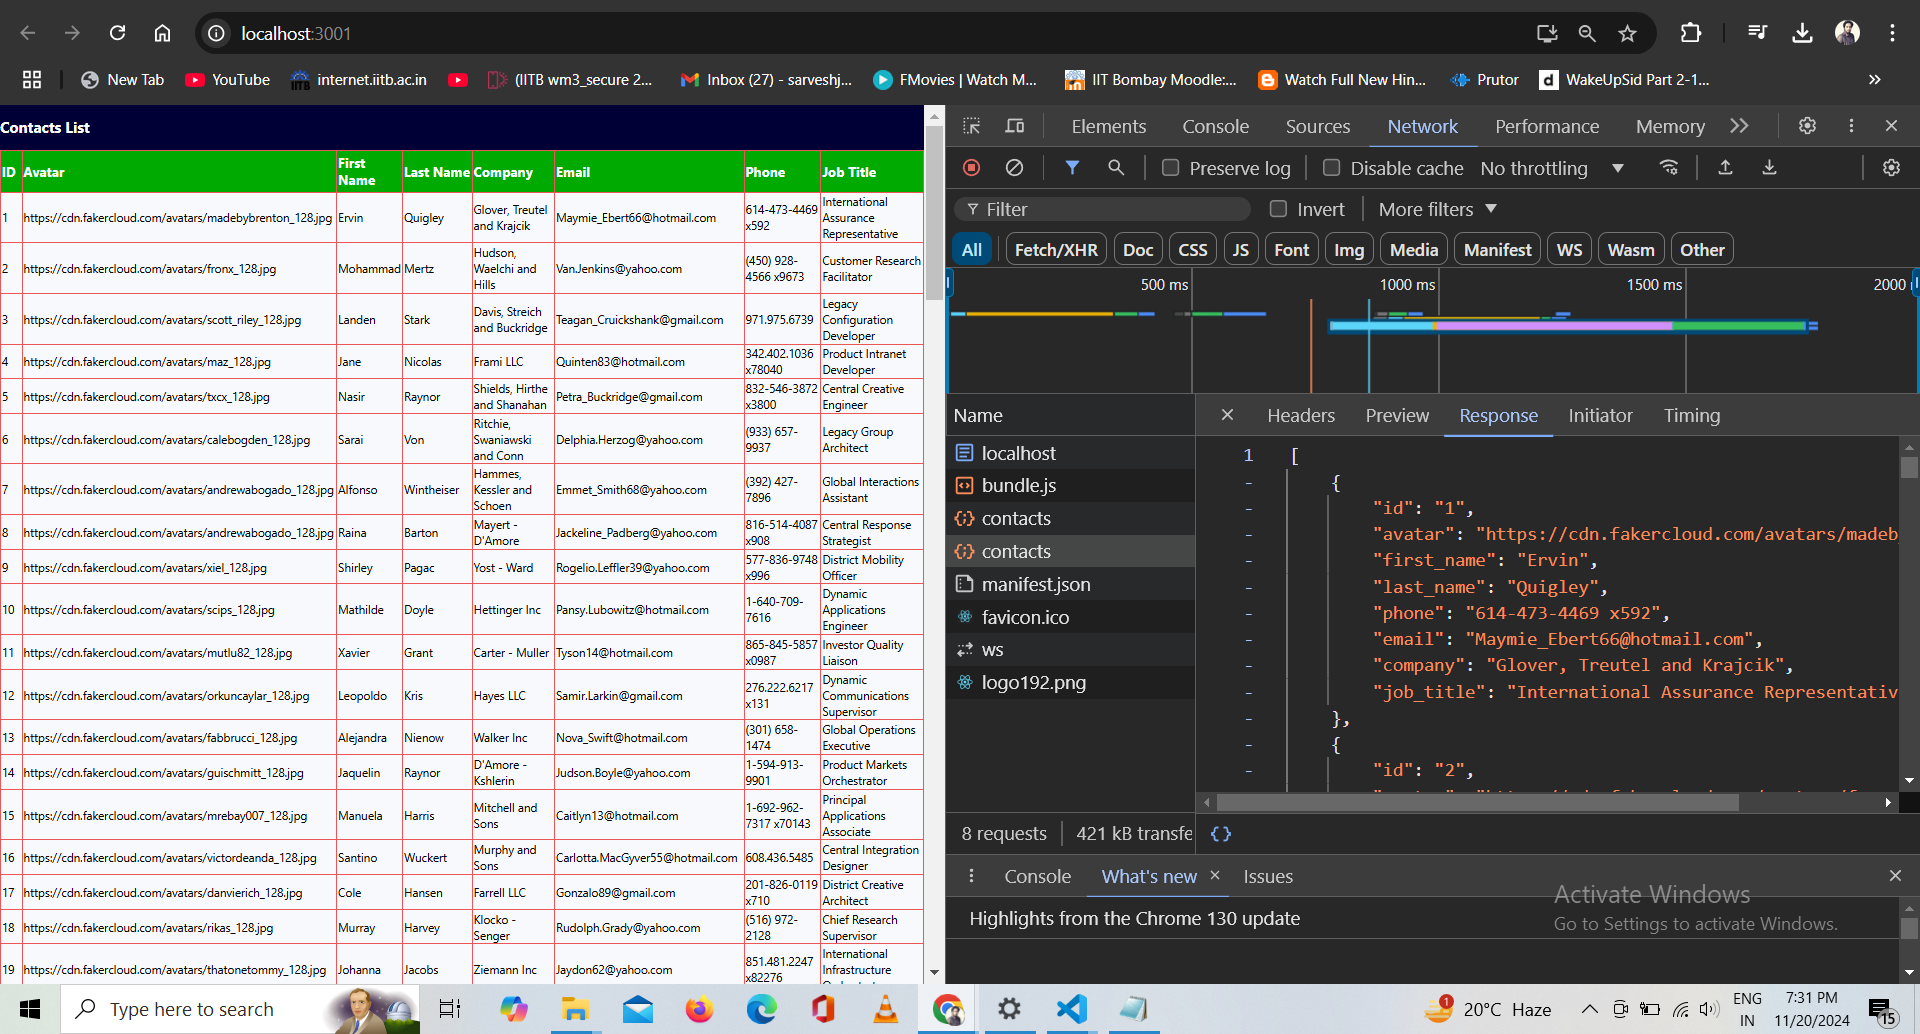 localhost:3001
New Tab YouTube internet.iitb.ac.in (IITB wm3_secure 2... Inbox (27) - sarveshj... FMovies | Watch M... IIT Bombay Moodle:... Watch Full New Hin... Prutor WakeUpSid Part 2-1...
Contacts List
ID Avatar First Name Last Name Company Email Phone Job Title
1 https://cdn.fakercloud.com/avatars/madebybrenton_128.jpg Ervin Quigley Glover, Treutel and Krajcik Maymie_Ebert66@hotmail.com 614-473-4469 x592 International Assurance Representative
2 https://cdn.fakercloud.com/avatars/fronx_128.jpg Mohammad Mertz Hudson, Waelchi and Hills Van.Jenkins@yahoo.com (450) 928-4566 x9673 Customer Research Facilitator
3 https://cdn.fakercloud.com/avatars/scott_riley_128.jpg Landen Stark Davis, Streich and Buckridge Teagan_Cruickshank@gmail.com 971.975.6739 Legacy Configuration Developer
4 https://cdn.fakercloud.com/avatars/maz_128.jpg Jane Nicolas Frami LLC Quinten83@hotmail.com 342.402.1036 x78040 Product Intranet Developer
5 https://cdn.fakercloud.com/avatars/txcx_128.jpg Nasir Raynor Shields, Hirthe and Shanahan Petra_Buckridge@gmail.com 832-546-3872 x3800 Central Creative Engineer
6 https://cdn.fakercloud.com/avatars/calebogden_128.jpg Sarai Von Ritchie, Swaniawski and Conn Delphia.Herzog@yahoo.com (933) 657-9937 Legacy Group Architect
7 https://cdn.fakercloud.com/avatars/andrewabogado_128.jpg Alfonso Wintheiser Hammes, Kessler and Schoen Emmet_Smith68@yahoo.com (392) 427-7896 Global Interactions Assistant
8 https://cdn.fakercloud.com/avatars/andrewabogado_128.jpg Raina Barton Mayert - D'Amore Jackeline_Padberg@yahoo.com 816-514-4087 x908 Central Response Strategist
9 https://cdn.fakercloud.com/avatars/xiel_128.jpg Shirley Pagac Yost - Ward Rogelio.Leffler39@yahoo.com 577-836-9748 x996 District Mobility Officer
10 https://cdn.fakercloud.com/avatars/scips_128.jpg Mathilde Doyle Hettinger Inc Pansy.Lubowitz@hotmail.com 1-640-709-7616 Dynamic Applications Engineer
11 https://cdn.fakercloud.com/avatars/mutlu82_128.jpg Xavier Grant Carter - Muller Tyson14@hotmail.com 865-845-5857 x0987 Investor Quality Liaison
12 https://cdn.fakercloud.com/avatars/orkuncaylar_128.jpg Leopoldo Kris Hayes LLC Samir.Larkin@gmail.com 276.222.6217 x131 Dynamic Communications Supervisor
13 https://cdn.fakercloud.com/avatars/fabbrucci_128.jpg Alejandra Nienow Walker Inc Nova_Swift@hotmail.com (301) 658-1474 Global Operations Executive
14 https://cdn.fakercloud.com/avatars/guischmitt_128.jpg Jaquelin Raynor D'Amore - Kshlerin Judson.Boyle@yahoo.com 1-594-913-9901 Product Markets Orchestrator
15 https://cdn.fakercloud.com/avatars/mrebay007_128.jpg Manuela Harris Mitchell and Sons Caitlyn13@hotmail.com 1-692-962-7317 x70143 Principal Applications Associate
16 https://cdn.fakercloud.com/avatars/victordeanda_128.jpg Santino Wuckert Murphy and Sons Carlotta.MacGyver55@hotmail.com 608.436.5485 Central Integration Designer
17 https://cdn.fakercloud.com/avatars/danvierich_128.jpg Cole Hansen Farrell LLC Gonzalo89@gmail.com 201-826-0119 x710 District Creative Architect
18 https://cdn.fakercloud.com/avatars/rikas_128.jpg Murray Harvey Klocko - Senger Rudolph.Grady@yahoo.com (516) 972-2128 Chief Research Supervisor
19 https://cdn.fakercloud.com/avatars/thatonetommy_128.jpg Johanna Jacobs Ziemann Inc Jaydon62@yahoo.com 851.481.2247 x82276 International Infrastructure
Elements Console Sources Network Performance Memory
Preserve log Disable cache No throttling
Filter Invert More filters
All Fetch/XHR Doc CSS JS Font Img Media Manifest WS Wasm Other
500 ms 1000 ms 1500 ms 2000
Name Headers Preview Response Initiator Timing
localhost
bundle.js
contacts
contacts
manifest.json
favicon.ico
ws
logo192.png
1 [
- {
- "id": "1",
- "avatar": "https://cdn.fakercloud.com/avatars/madeb
- "first_name": "Ervin",
- "last_name": "Quigley",
- "phone": "614-473-4469 x592",
- "email": "Maymie_Ebert66@hotmail.com",
- "company": "Glover, Treutel and Krajcik",
- "job_title": "International Assurance Representativ
- },
- {
- "id": "2",
8 requests 421 kB transfe {}
Console What's new Issues
Highlights from the Chrome 130 update
Activate Windows
Go to Settings to activate Windows.
Type here to search
1 20°C Haze ENG IN 7:31 PM 11/20/2024 15